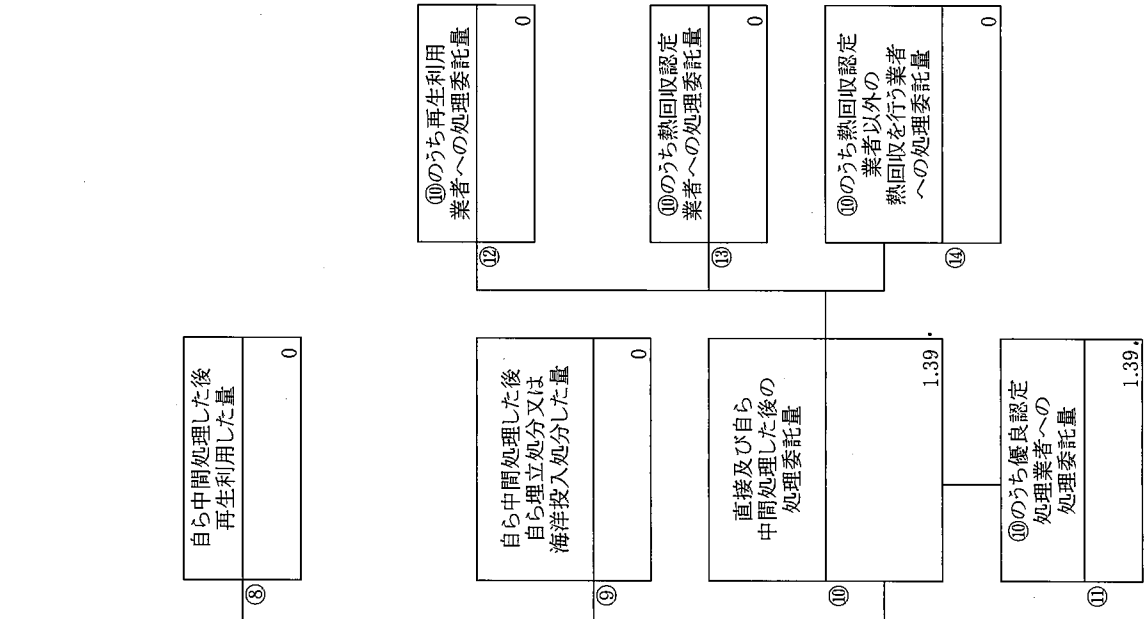 ⑧
自ら中間処理した後
再生利用した量
0
⑨
自ら中間処理した後
自ら埋立処分又は
海洋投入処分した量
0
⑩
直接及び自ら
中間処理した後の
処理委託量
1.39
⑪
⑩のうち優良認定
処理業者への
処理委託量
1.39
⑫
⑩のうち再生利用
業者への処理委託量
0
⑬
⑩のうち熱回収認定
業者への処理委託量
0
⑭
⑩のうち熱回収認定
業者以外の
熱回収を行う業者
への処理委託量
0